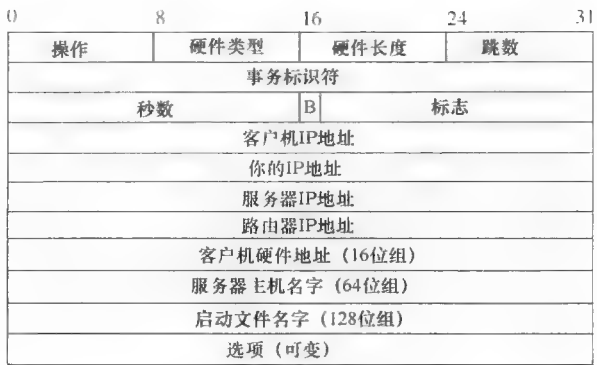 0 8 16 24 31
操作 硬件类型 硬件长度 跳数
事务标识符
秒数 B 标志
客户机IP地址
你的IP地址
服务器IP地址
路由器IP地址
客户机硬件地址（16位组）
服务器主机名字（64位组）
启动文件名字（128位组）
选项（可变）